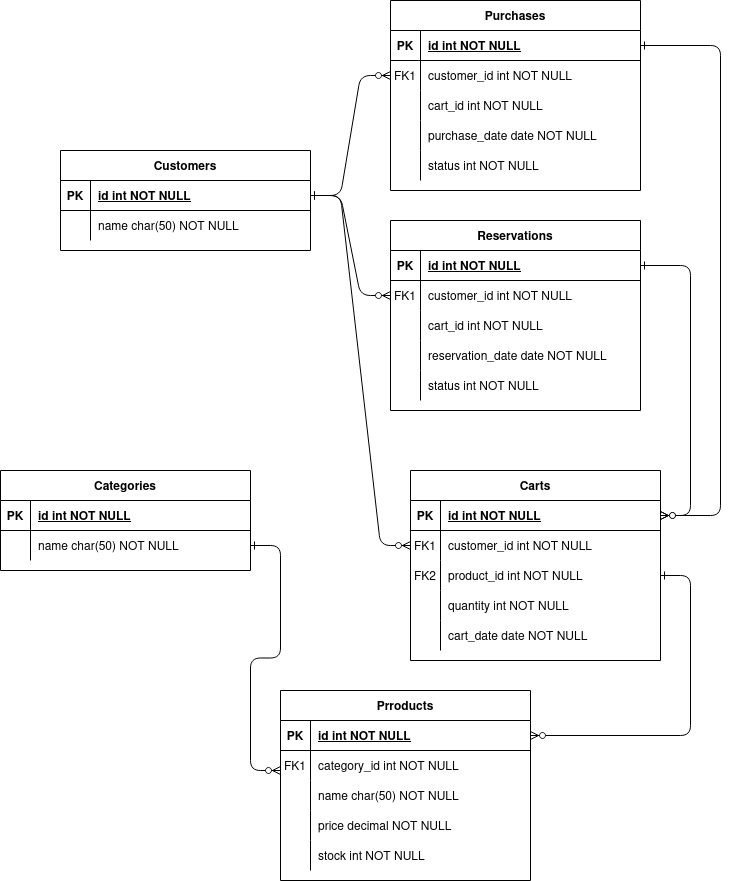 Purchases
PK id int NOT NULL
FK1 customer_id int NOT NULL
cart_id int NOT NULL
purchase_date date NOT NULL
status int NOT NULL
Customers
PK id int NOT NULL
name char(50) NOT NULL
Reservations
PK id int NOT NULL
FK1 customer_id int NOT NULL
cart_id int NOT NULL
reservation_date date NOT NULL
status int NOT NULL
Categories
PK id int NOT NULL
name char(50) NOT NULL
Carts
PK id int NOT NULL
FK1 customer_id int NOT NULL
FK2 product_id int NOT NULL
quantity int NOT NULL
cart_date date NOT NULL
Prroducts
PK id int NOT NULL
FK1 category_id int NOT NULL
name char(50) NOT NULL
price decimal NOT NULL
stock int NOT NULL